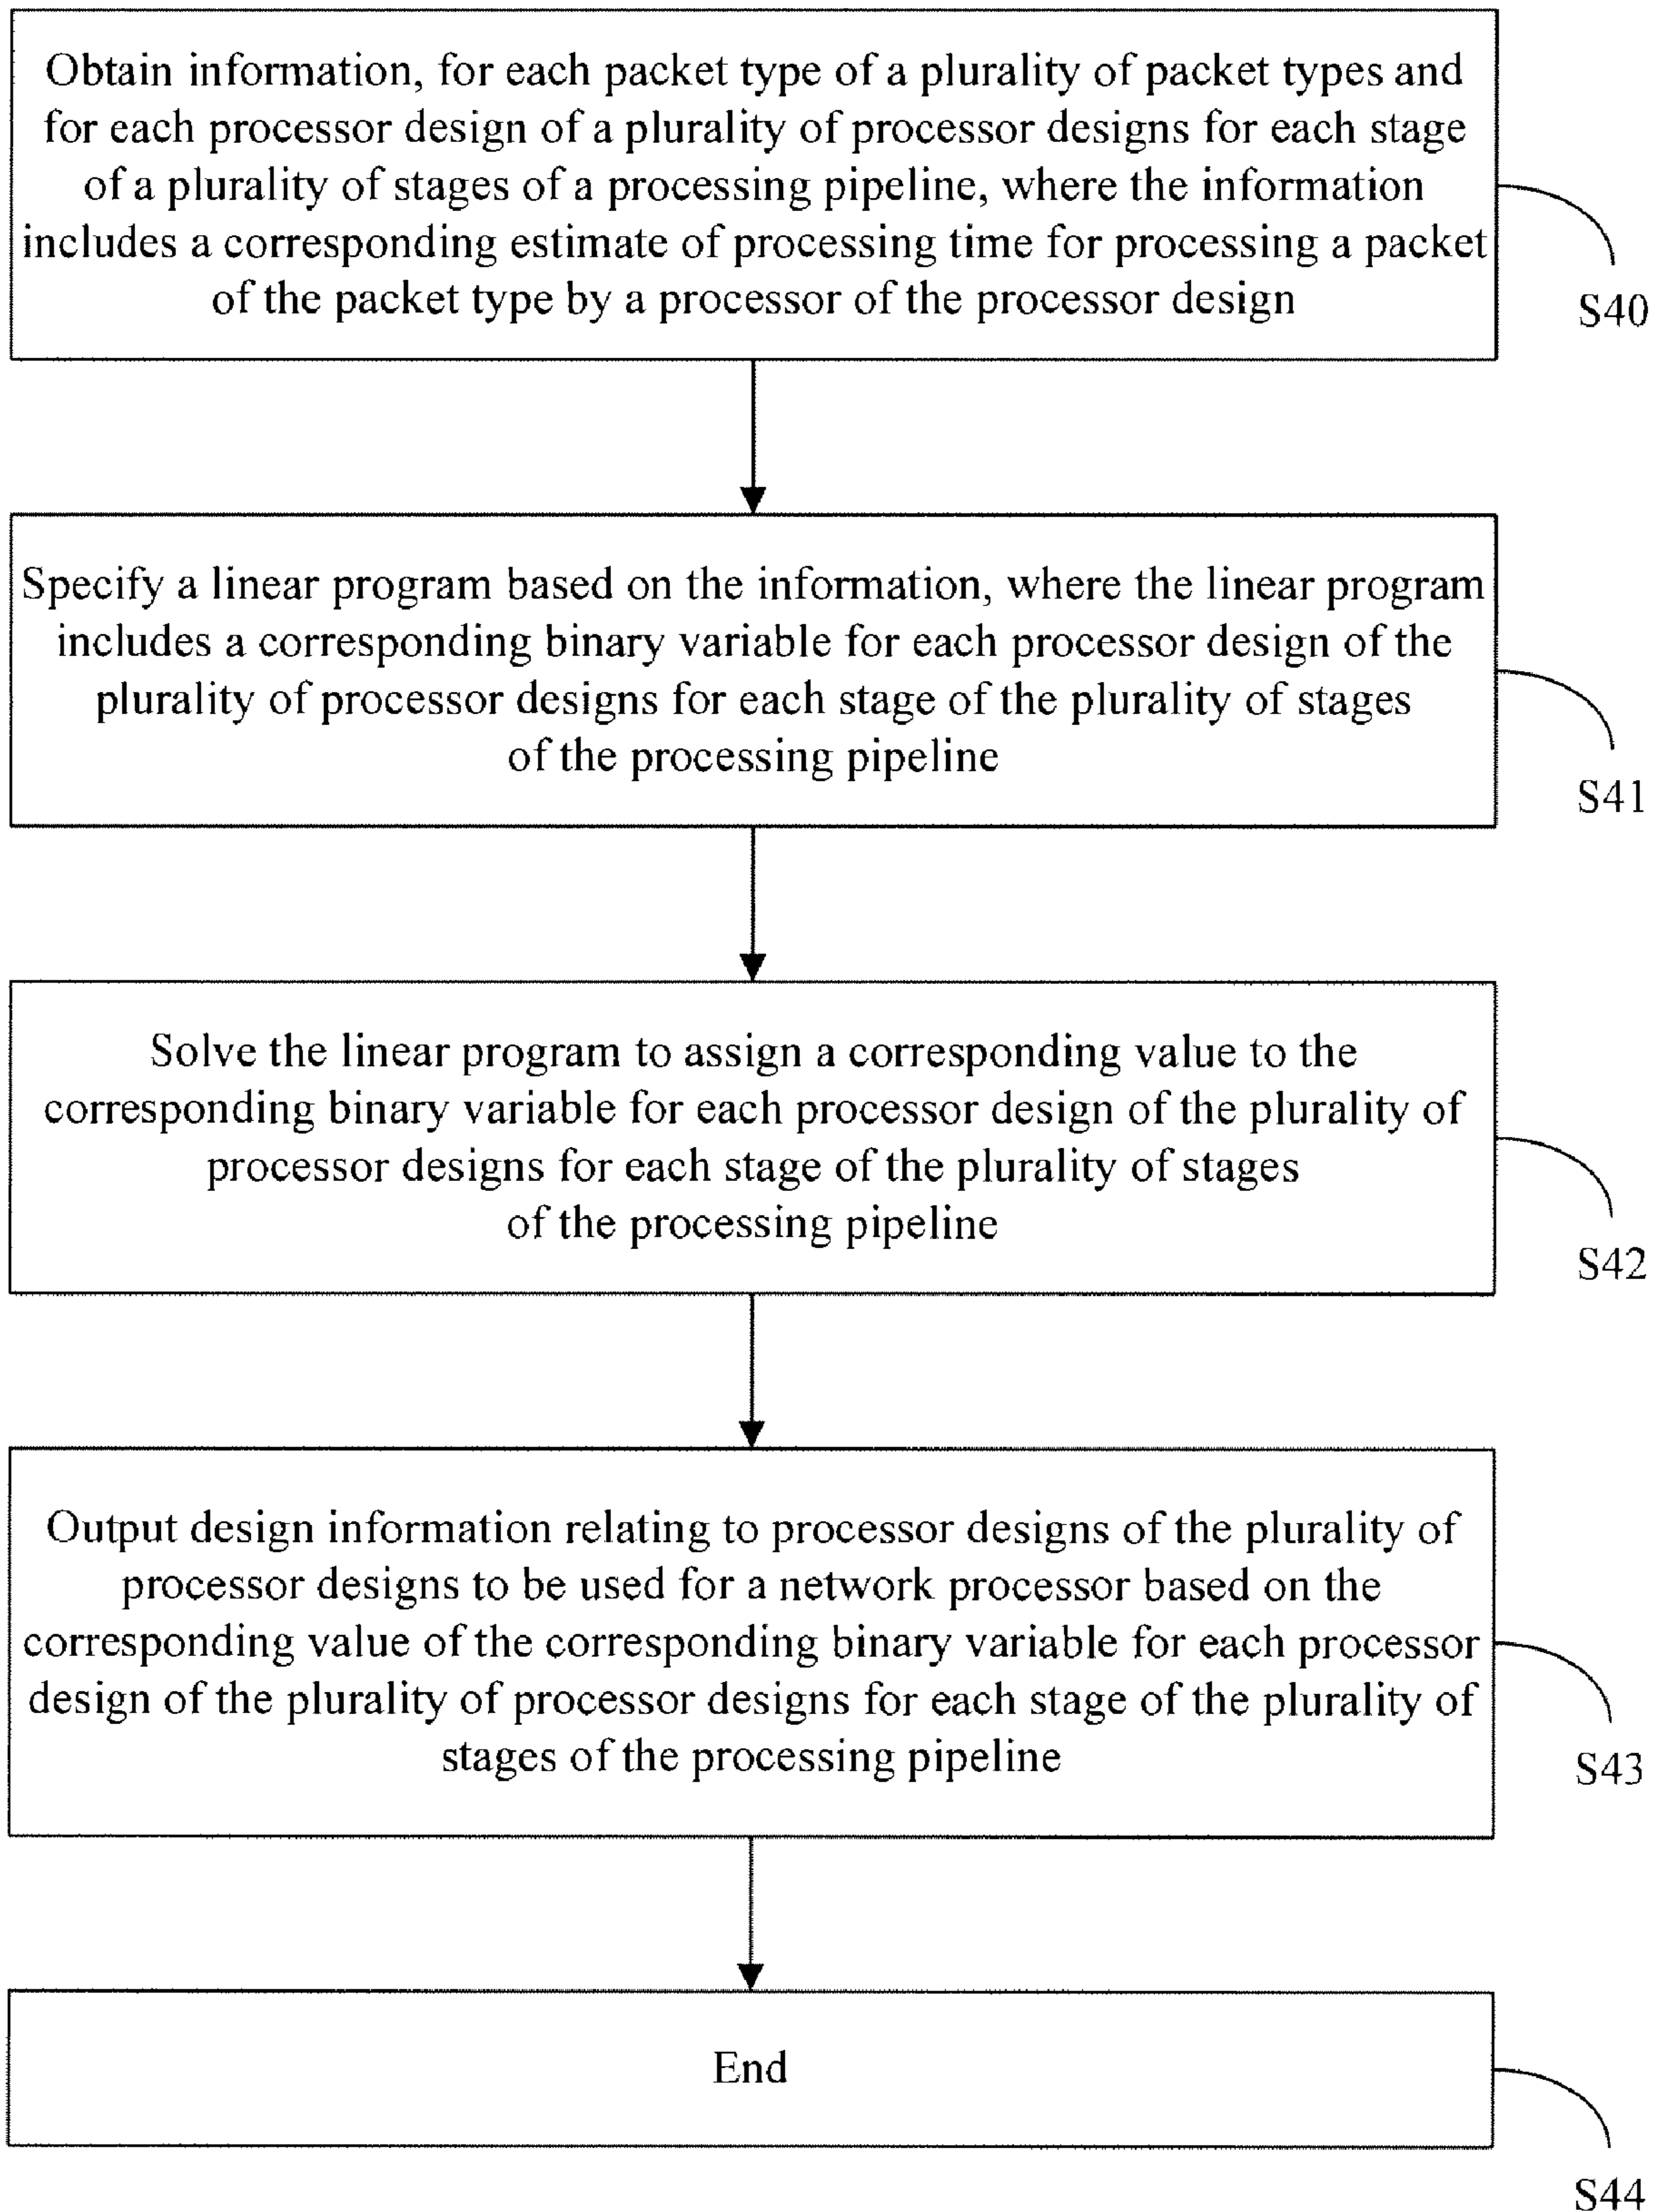 Obtain information, for each packet type of a plurality of packet types and
for each processor design of a plurality of processor designs for each stage
of a plurality of stages of a processing pipeline, where the information
includes a corresponding estimate of processing time for processing a packet
of the packet type by a processor of the processor design
S40
Specify a linear program based on the information, where the linear program
includes a corresponding binary variable for each processor design of the
plurality of processor designs for each stage of the plurality of stages
of the processing pipeline
S41
Solve the linear program to assign a corresponding value to the
corresponding binary variable for each processor design of the plurality of
processor designs for each stage of the plurality of stages
of the processing pipeline
S42
Output design information relating to processor designs of the plurality of
processor designs to be used for a network processor based on the
corresponding value of the corresponding binary variable for each processor
design of the plurality of processor designs for each stage of the plurality of
stages of the processing pipeline
S43
End
S44